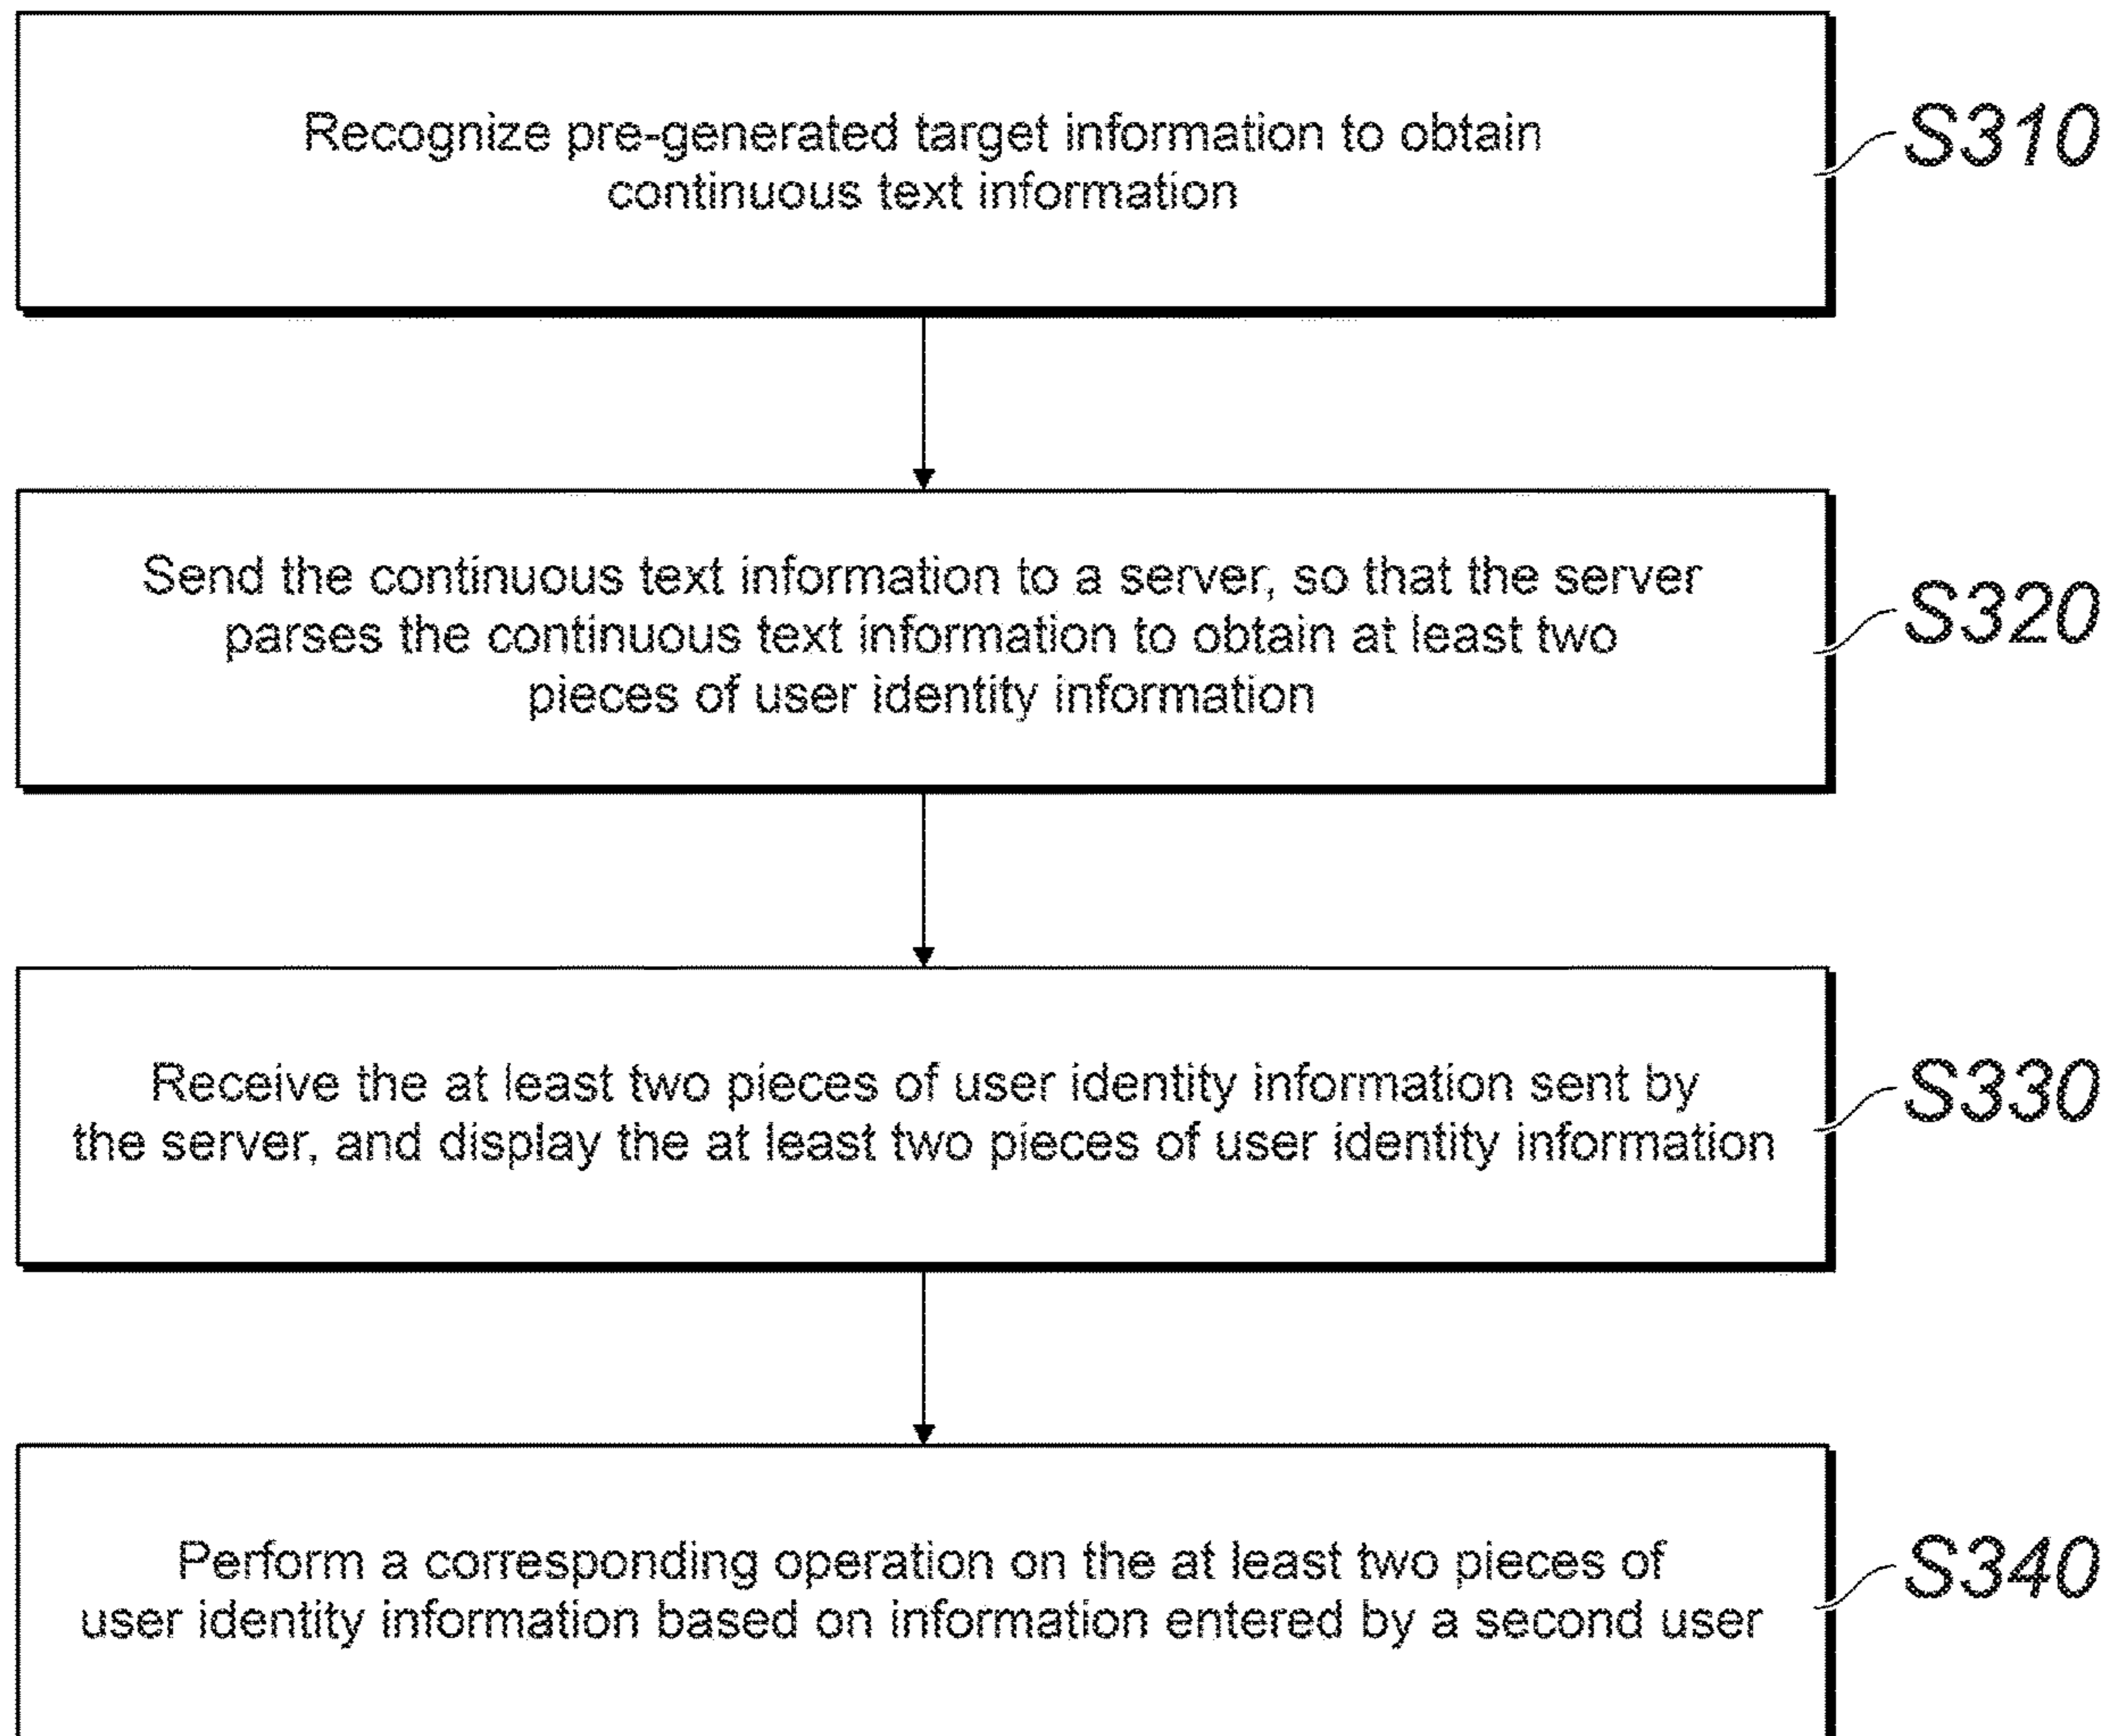 Recognize pre-generated target information to obtain
continuous text information
S310
Send the continuous text information to a server, so that the server
parses the continuous text information to obtain at least two
pieces of user identity information
S320
Receive the at least two pieces of user identity information sent by
the server, and display the at least two pieces of user identity information
S330
Perform a corresponding operation on the at least two pieces of
user identity information based on information entered by a second user
S340